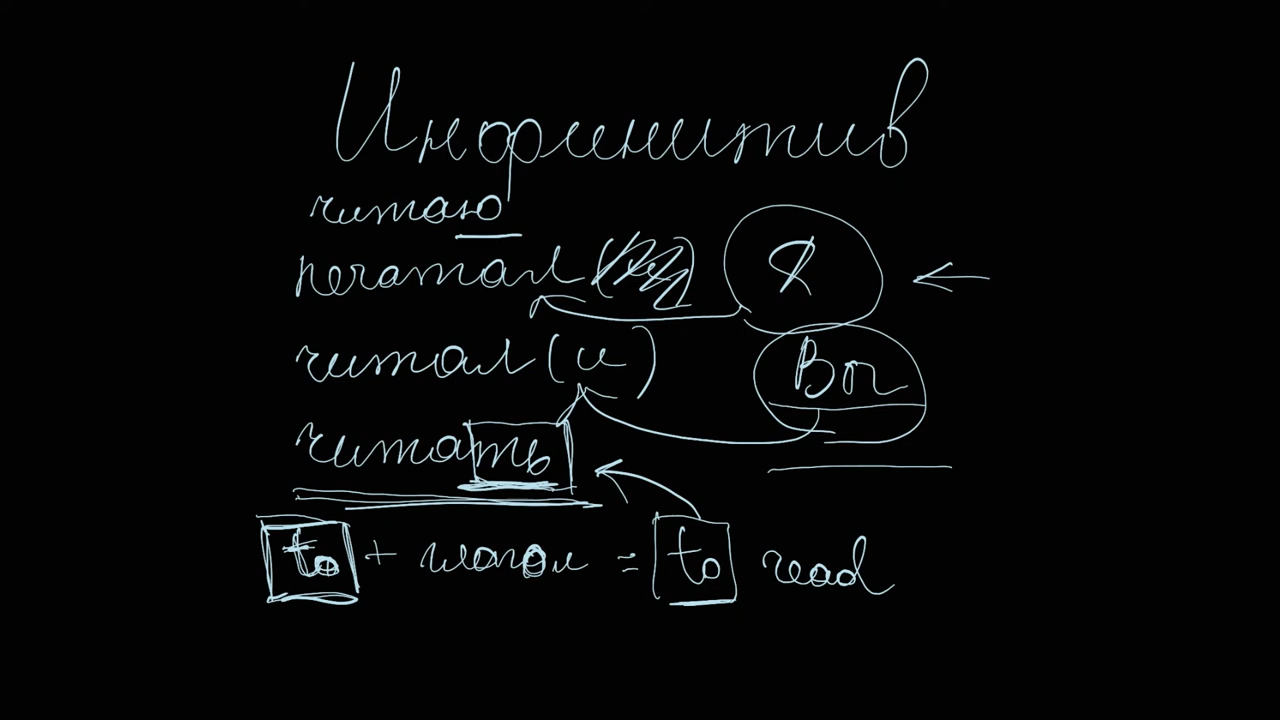 Инфинитив
читаю
печатал ( ) Я
читал (и) Вы
читать
to + глагол = to read